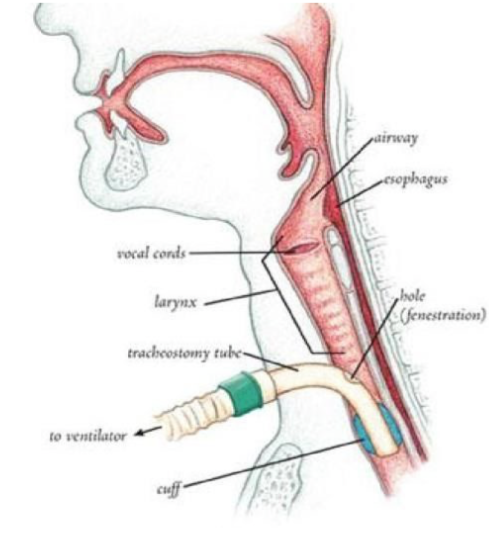 airway
esophagus
vocal cords
larynx
hole
(fenestration)
tracheostomy tube
to ventilator
cuff